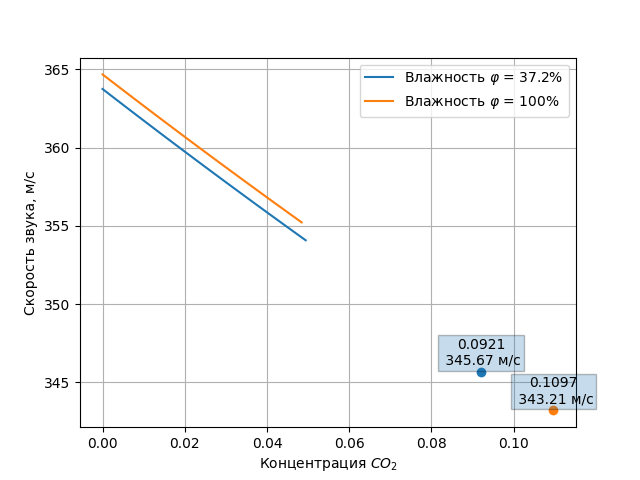 365
360
355
350
345
Скорость звука, м/с
Влажность φ = 37.2%
Влажность φ = 100%
0.0921
345.67 м/с
0.1097
343.21 м/с
0.00 0.02 0.04 0.06 0.08 0.10
Концентрация CO₂